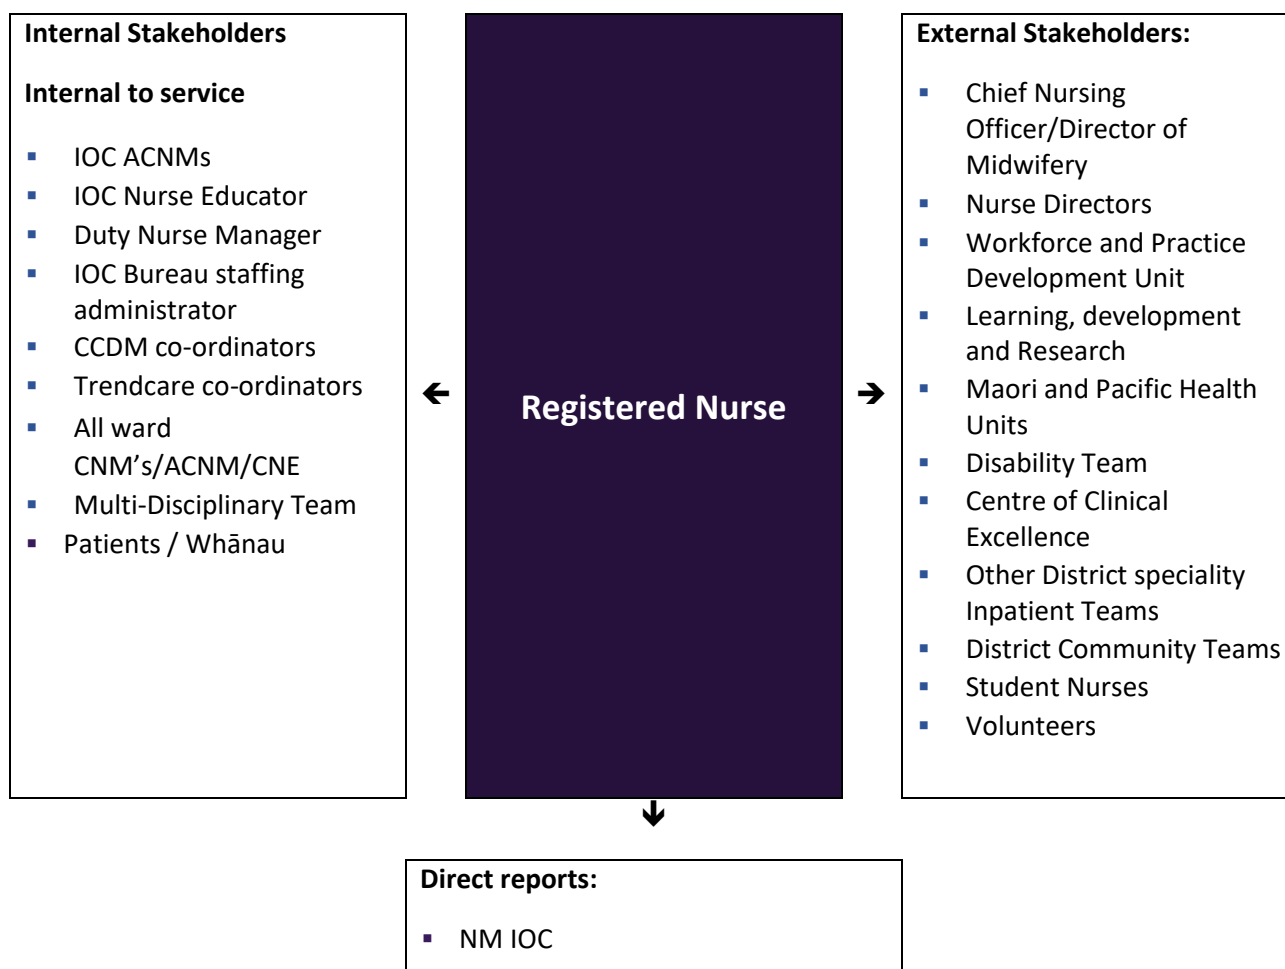 Internal Stakeholders
Internal to service
▪ IOC ACNMs
▪ IOC Nurse Educator
▪ Duty Nurse Manager
▪ IOC Bureau staffing
administrator
▪ CCDM co-ordinators
▪ Trendcare co-ordinators
▪ All ward
CNM’s/ACNM/CNE
▪ Multi-Disciplinary Team
▪ Patients / Whānau
Registered Nurse
External Stakeholders:
▪ Chief Nursing
Officer/Director of
Midwifery
▪ Nurse Directors
▪ Workforce and Practice
Development Unit
▪ Learning, development
and Research
▪ Maori and Pacific Health
Units
▪ Disability Team
▪ Centre of Clinical
Excellence
▪ Other District speciality
Inpatient Teams
▪ District Community Teams
▪ Student Nurses
▪ Volunteers
Direct reports:
▪ NM IOC